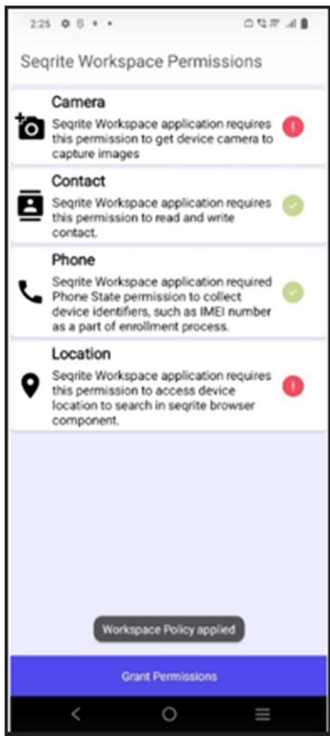 2:25
Seqrite Workspace Permissions
Camera
Seqrite Workspace application requires
this permission to get device camera to
capture images
Contact
Seqrite Workspace application requires
this permission to read and write
contact.
Phone
Seqrite Workspace application required
Phone State permission to collect
device identifiers, such as IMEI number
as a part of enrollment process.
Location
Seqrite Workspace application requires
this permission to access device
location to search in seqrite browser
component.
Workspace Policy applied
Grant Permissions